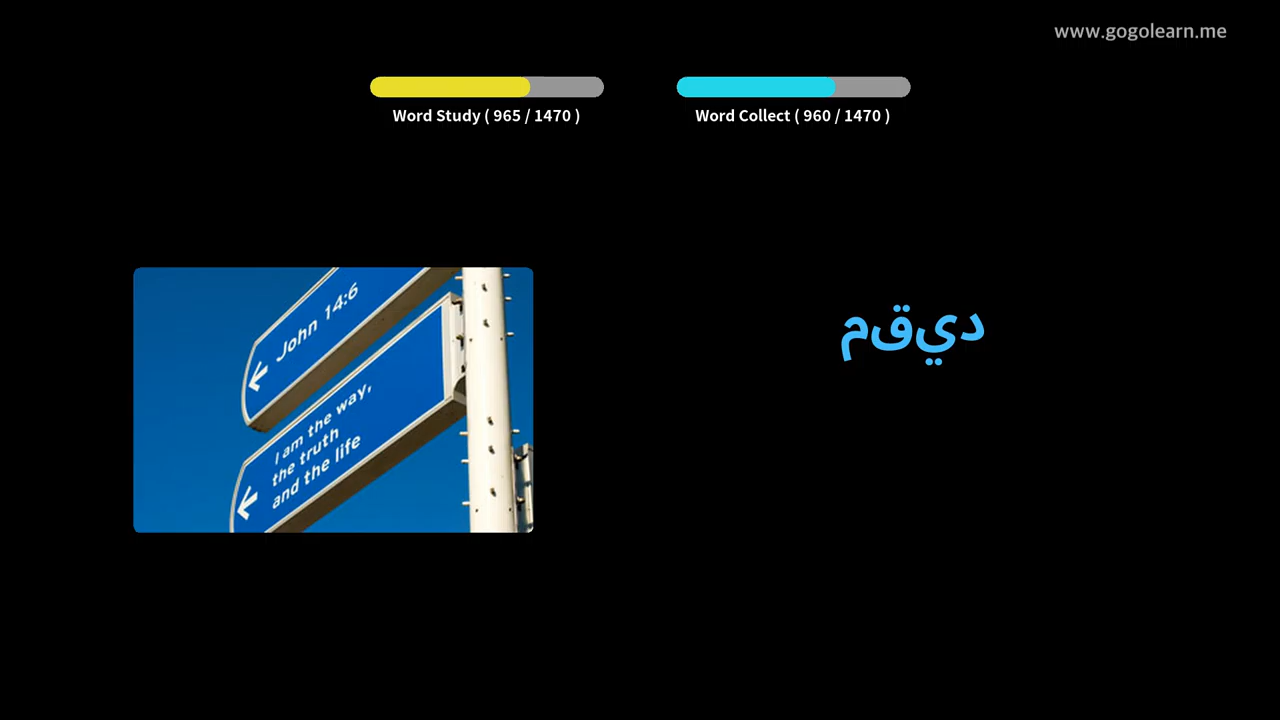 www.gogolearn.me
Word Study ( 965 / 1470 )
Word Collect ( 960 / 1470 )
John 14:6
I am the way,
the truth
and the life
ديقم